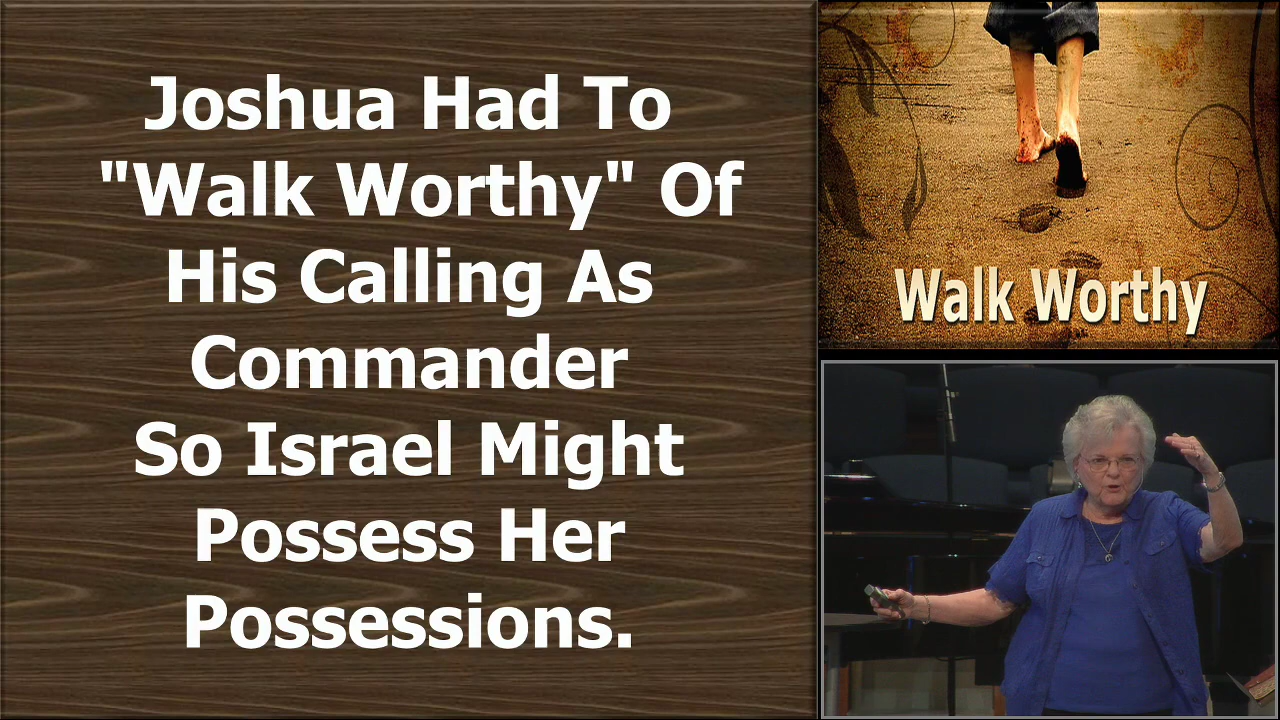 Joshua Had To
"Walk Worthy" Of
His Calling As
Commander
So Israel Might
Possess Her
Possessions.
Walk Worthy